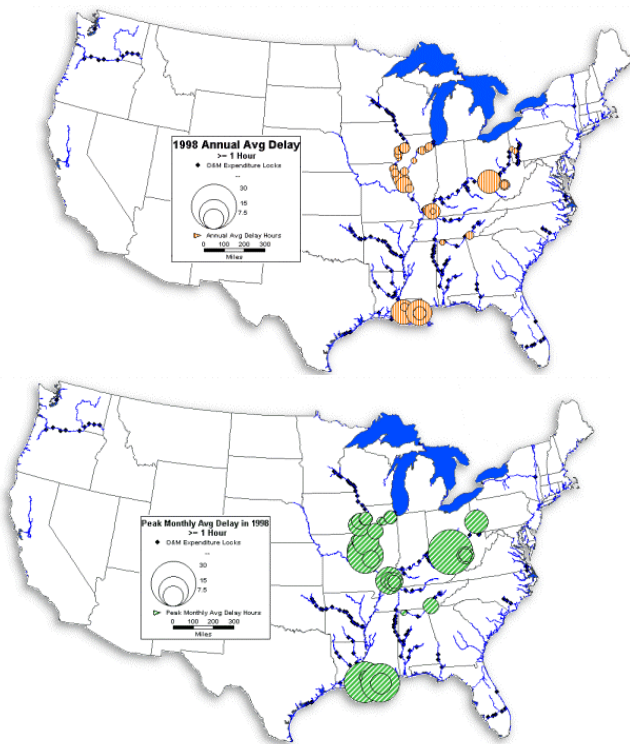 1998 Annual Avg Delay
>= 1 Hour
O&M Expenditure Locks
--
30
15
7.5
Annual Avg Delay Hours
0 100 200 300
Miles
Peak Monthly Avg Delay in 1998
>= 1 Hour
O&M Expenditure Locks
--
30
15
7.5
Peak Monthly Avg Delay Hours
0 100 200 300
Miles